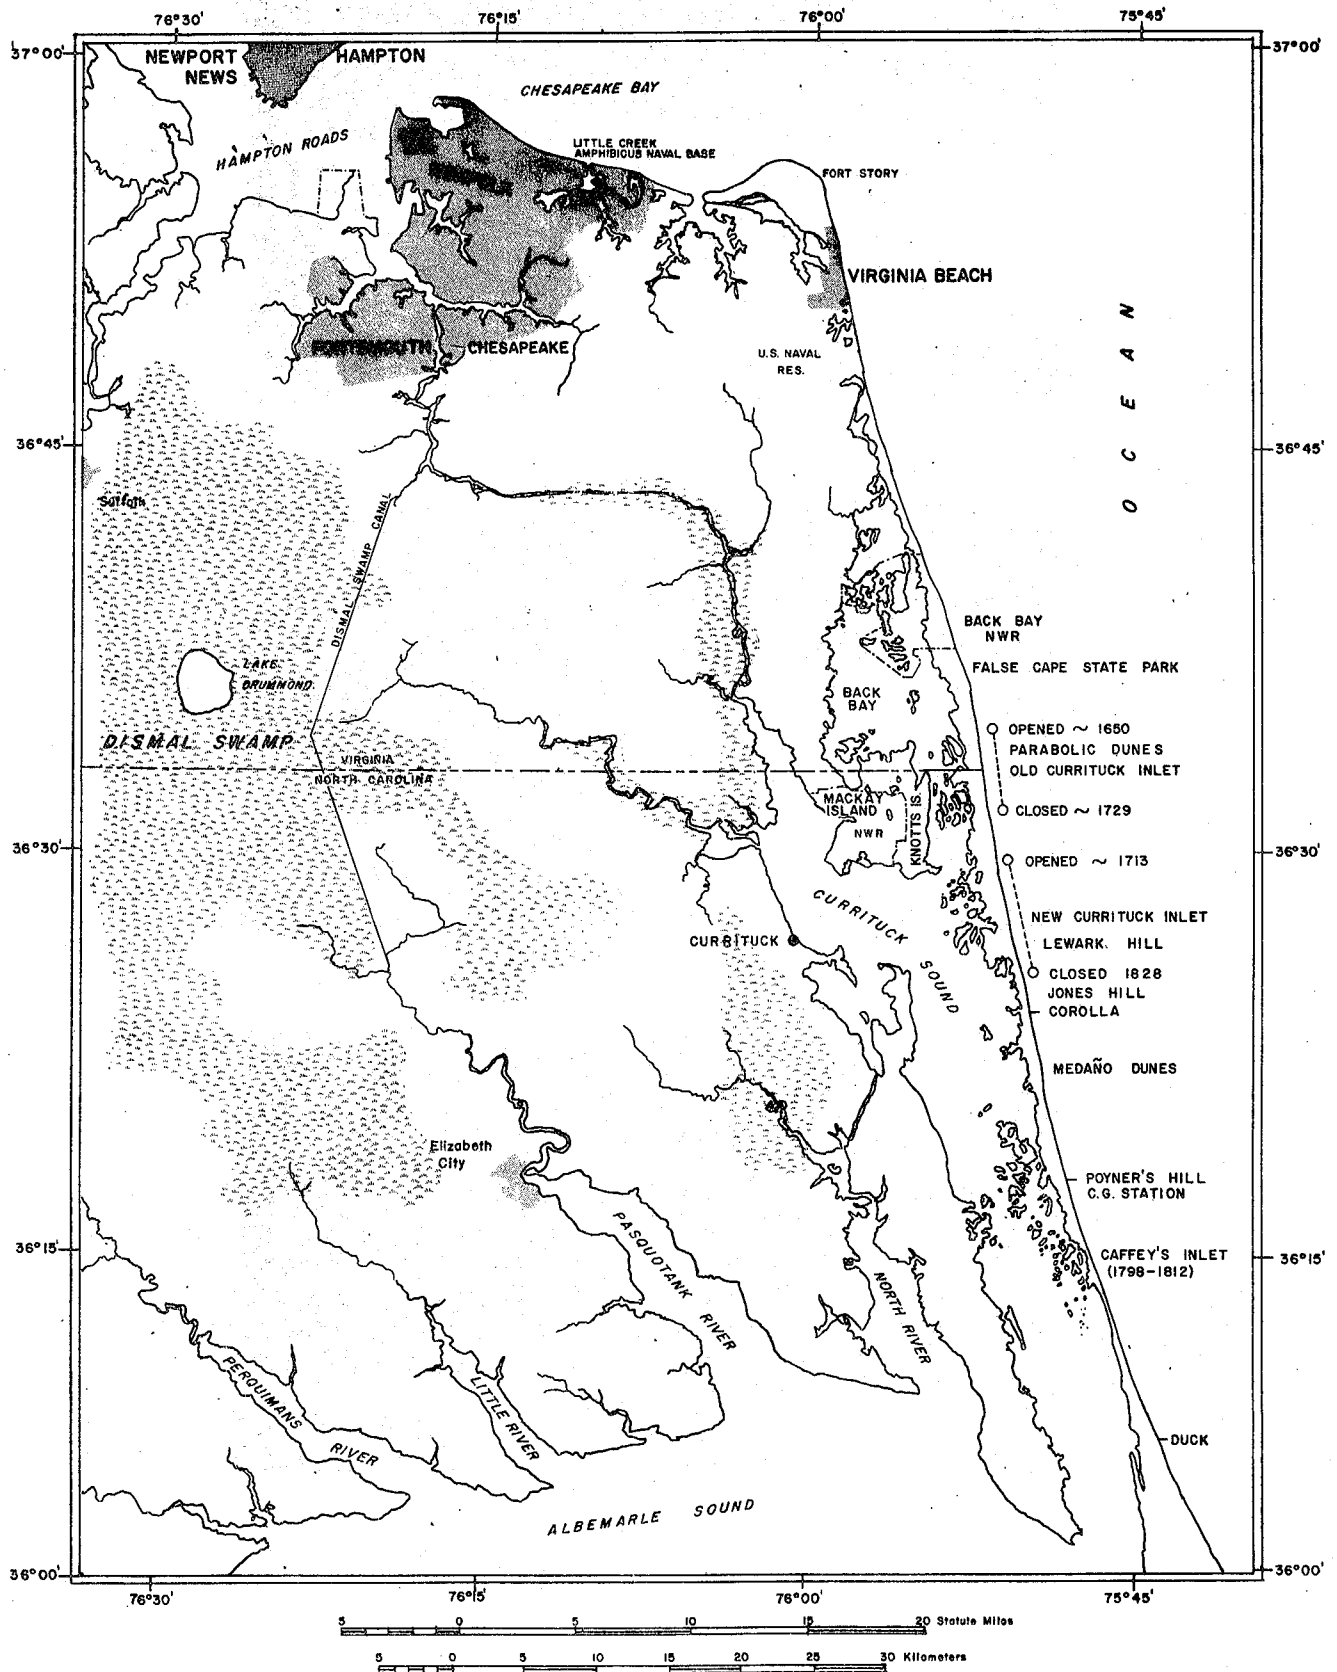 76°30'
76°15'
76°00'
75°45'
37°00'
37°00'
NEWPORT
NEWS
HAMPTON
CHESAPEAKE BAY
HAMPTON ROADS
LITTLE CREEK
AMPHIBIOUS NAVAL BASE
NORFOLK
FORT STORY
VIRGINIA BEACH
PORTSMOUTH
CHESAPEAKE
U.S. NAVAL
RES.
OCEAN
36°45'
36°45'
Suffolk
DISMAL SWAMP CANAL
BACK BAY
NWR
FALSE CAPE STATE PARK
LAKE
DRUMMOND
BACK
BAY
DISMAL SWAMP
OPENED ~ 1650
PARABOLIC DUNES
OLD CURRITUCK INLET
VIRGINIA
NORTH CAROLINA
MACKAY
ISLAND
NWR
KNOTTS IS.
CLOSED ~ 1729
36°30'
36°30'
OPENED ~ 1713
CURRITUCK SOUND
NEW CURRITUCK INLET
CURRITUCK
LEWARK HILL
CLOSED 1828
JONES HILL
COROLLA
MEDAÑO DUNES
Elizabeth
City
POYNER'S HILL
C.G. STATION
36°15'
36°15'
PASQUOTANK RIVER
CAFFEY'S INLET
(1798-1812)
NORTH RIVER
PERQUIMANS RIVER
LITTLE RIVER
DUCK
ALBEMARLE SOUND
36°00'
36°00'
76°30'
76°15'
76°00'
75°45'
5 0 5 10 15 20 Statute Miles
5 0 5 10 15 20 25 30 Kilometers